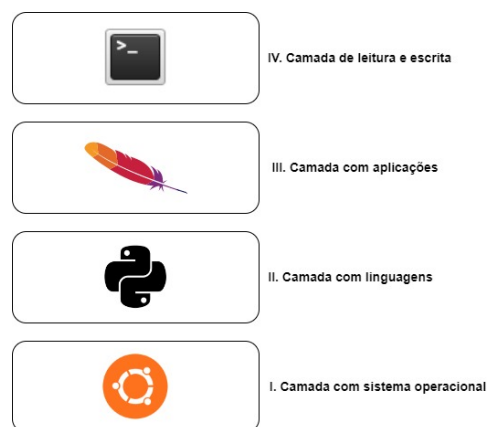 >_
IV. Camada de leitura e escrita
III. Camada com aplicações
II. Camada com linguagens
I. Camada com sistema operacional